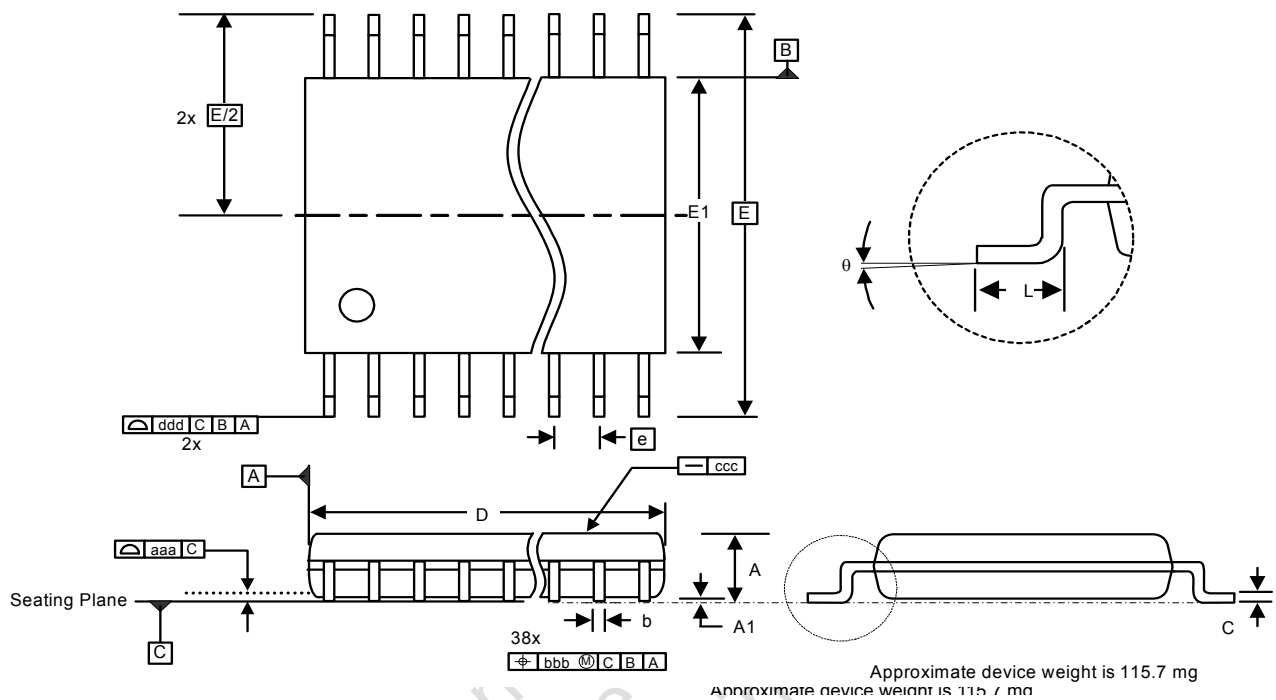 B
2x E/2
E1 E
θ
L
ddd C B A
2x
e
A
ccc
D
aaa C
A
Seating Plane
b
A1
C
C
38x
bbb M C B A
Approximate device weight is 115.7 mg
Approximate device weight is 115.7 mg